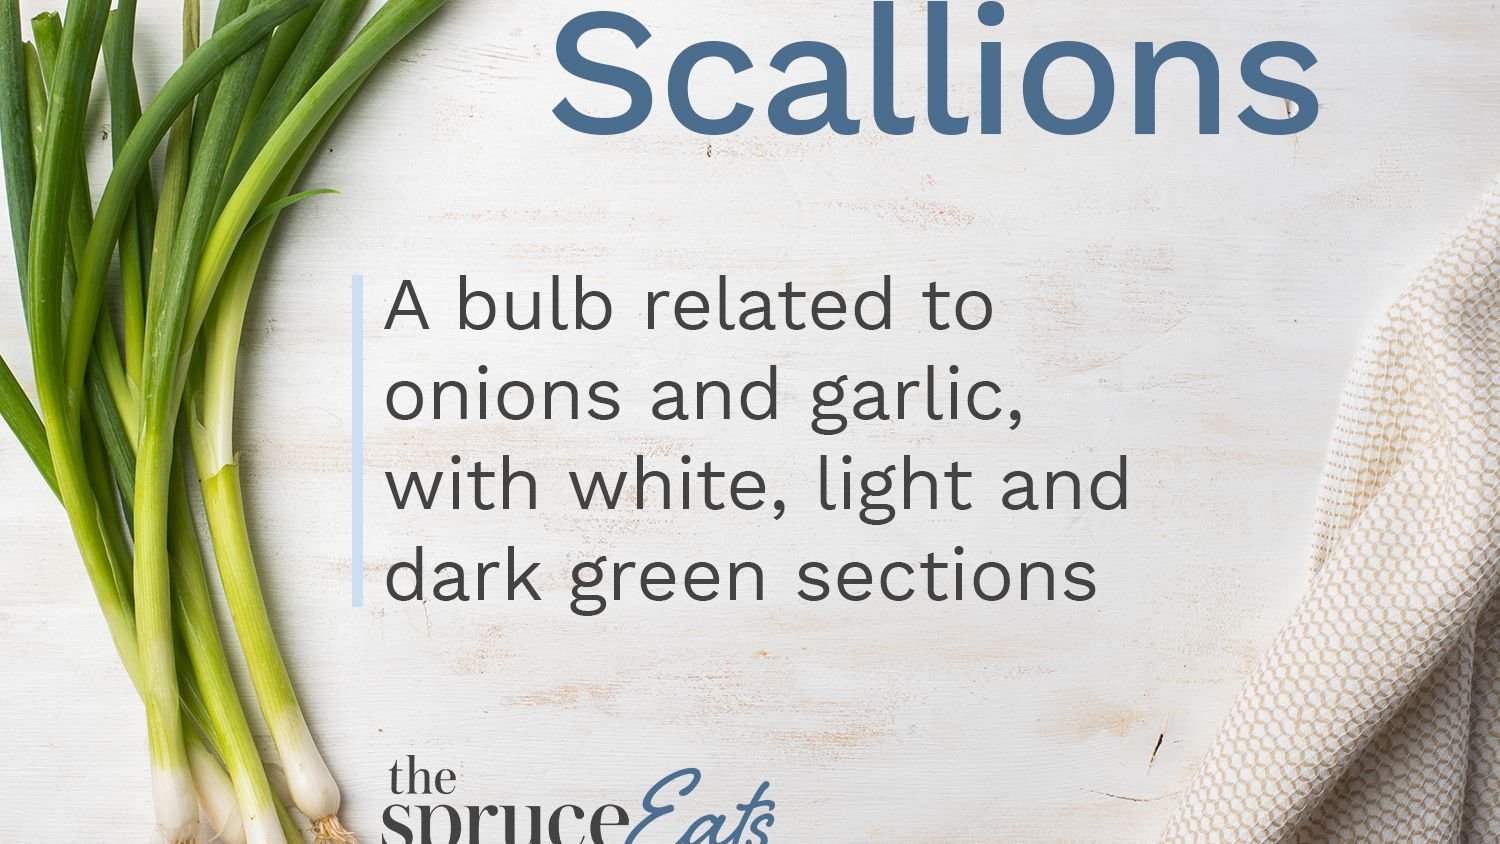 Scallions
A bulb related to
onions and garlic,
with white, light and
dark green sections
the
spruce Eats